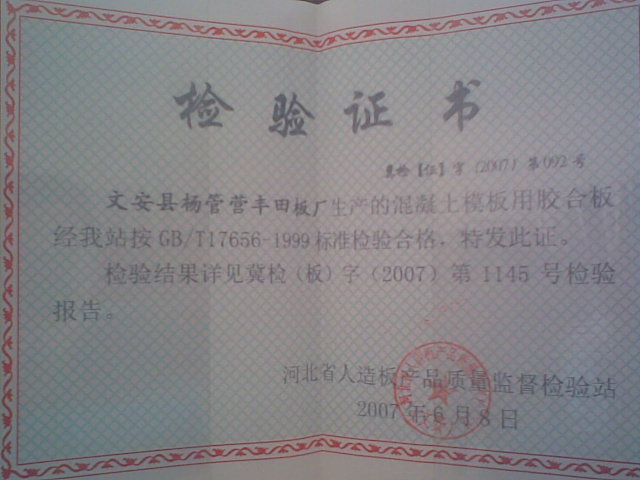 检验证书
冀检【证】字（2007）第092号
文安县杨管营丰田板厂生产的混凝土模板用胶合板
经我站按GB/T17656-1999标准检验合格，特发此证。
检验结果详见冀检（板）字（2007）第1145号检验
报告。
河北省人造板产品质量监督检验站
2007年6月8日